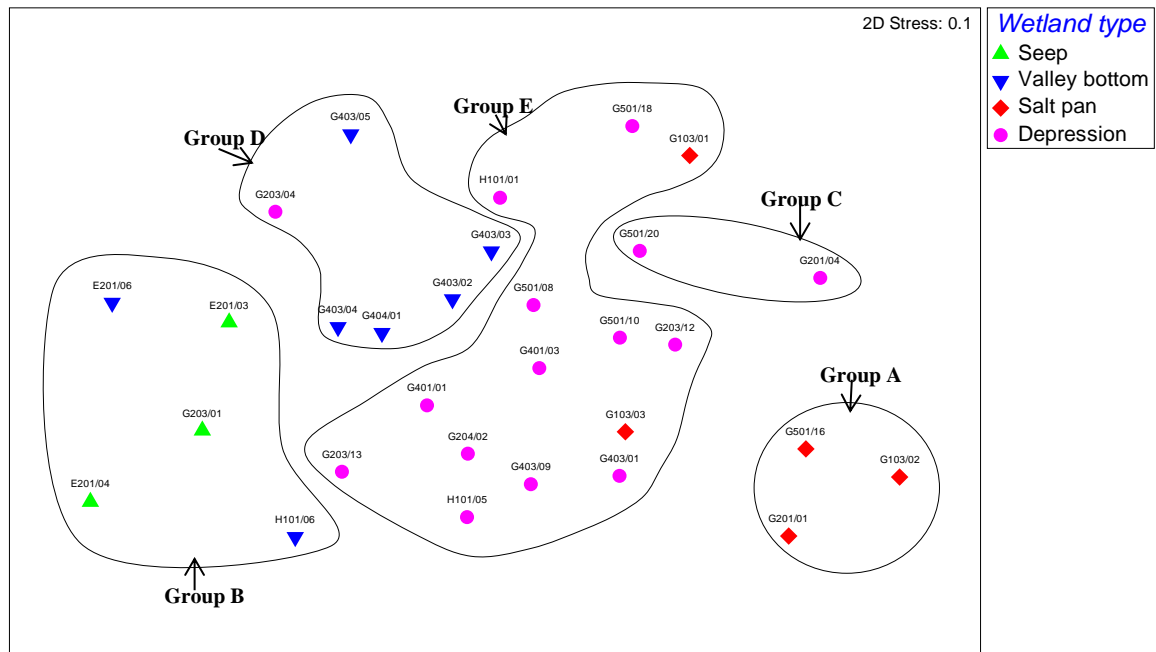 2D Stress: 0.1
Wetland type
Seep
Valley bottom
Salt pan
Depression
G403/05
Group D
G203/04
G403/03
G403/02
G403/04
G404/01
Group E
G501/18
G103/01
H101/01
Group C
G501/20
G201/04
E201/06
E201/03
G203/01
E201/04
H101/06
Group B
G501/08
G501/10
G203/12
G401/03
G401/01
G103/03
G204/02
G203/13
G403/09
G403/01
H101/05
Group A
G501/16
G103/02
G201/01